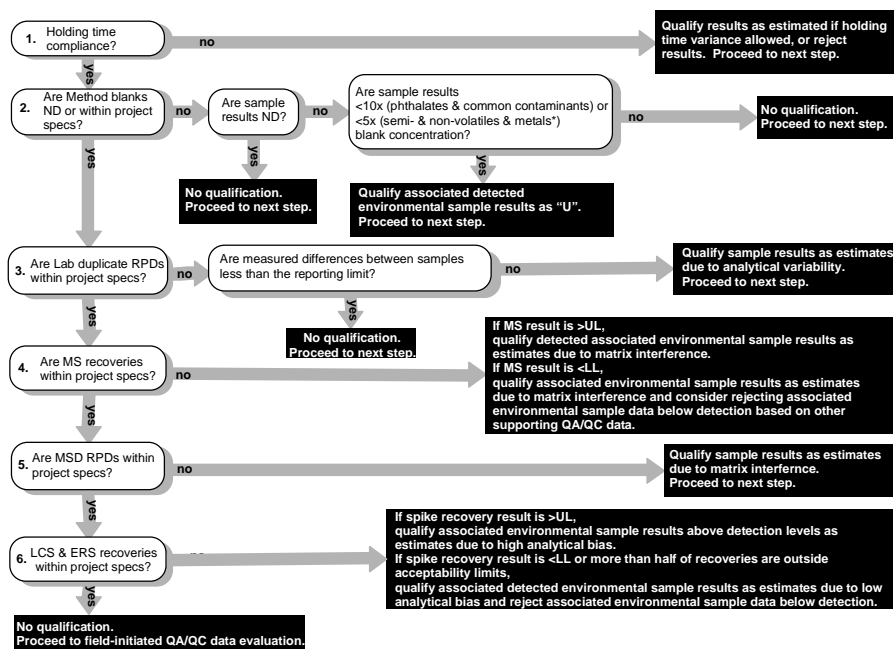 1. Holding time
compliance?
no
Qualify results as estimated if holding
time variance allowed, or reject
results.  Proceed to next step.
yes
2. Are Method blanks
ND or within project
specs?
no
Are sample
results ND?
no
Are sample results
<10x (phthalates & common contaminants) or
<5x (semi- & non-volatiles & metals*)
blank concentration?
no
No qualification.
Proceed to next step.
yes
yes
yes
No qualification.
Proceed to next step.
Qualify associated detected
environmental sample results as “U”.
Proceed to next step.
3. Are Lab duplicate RPDs
within project specs?
no
Are measured differences between samples
less than the reporting limit?
no
Qualify sample results as estimates
due to analytical variability.
Proceed to next step.
yes
yes
No qualification.
Proceed to next step.
4. Are MS recoveries
within project specs?
no
If MS result is >UL,
qualify detected associated environmental sample results as
estimates due to matrix interference.
If MS result is <LL,
qualify associated environmental sample results as estimates
due to matrix interference and consider rejecting associated
environmental sample data below detection based on other
supporting QA/QC data.
yes
5. Are MSD RPDs within
project specs?
no
Qualify sample results as estimates
due to matrix interfernce.
Proceed to next step.
yes
6. LCS & ERS recoveries
within project specs?
no
If spike recovery result is >UL,
qualify associated environmental sample results above detection levels as
estimates due to high analytical bias.
If spike recovery result is <LL or more than half of recoveries are outside
acceptability limits,
qualify associated detected environmental sample results as estimates due to low
analytical bias and reject associated environmental sample data below detection.
yes
No qualification.
Proceed to field-initiated QA/QC data evaluation.